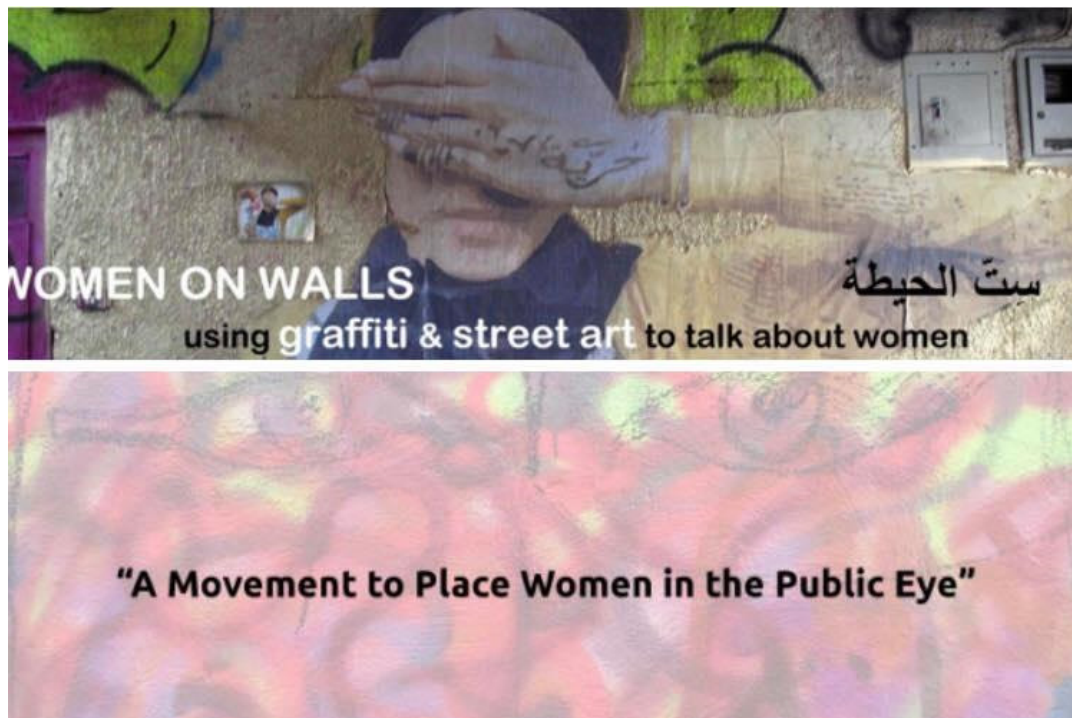 WOMEN ON WALLS
سِتّ الحيطة
using graffiti & street art to talk about women
“A Movement to Place Women in the Public Eye”